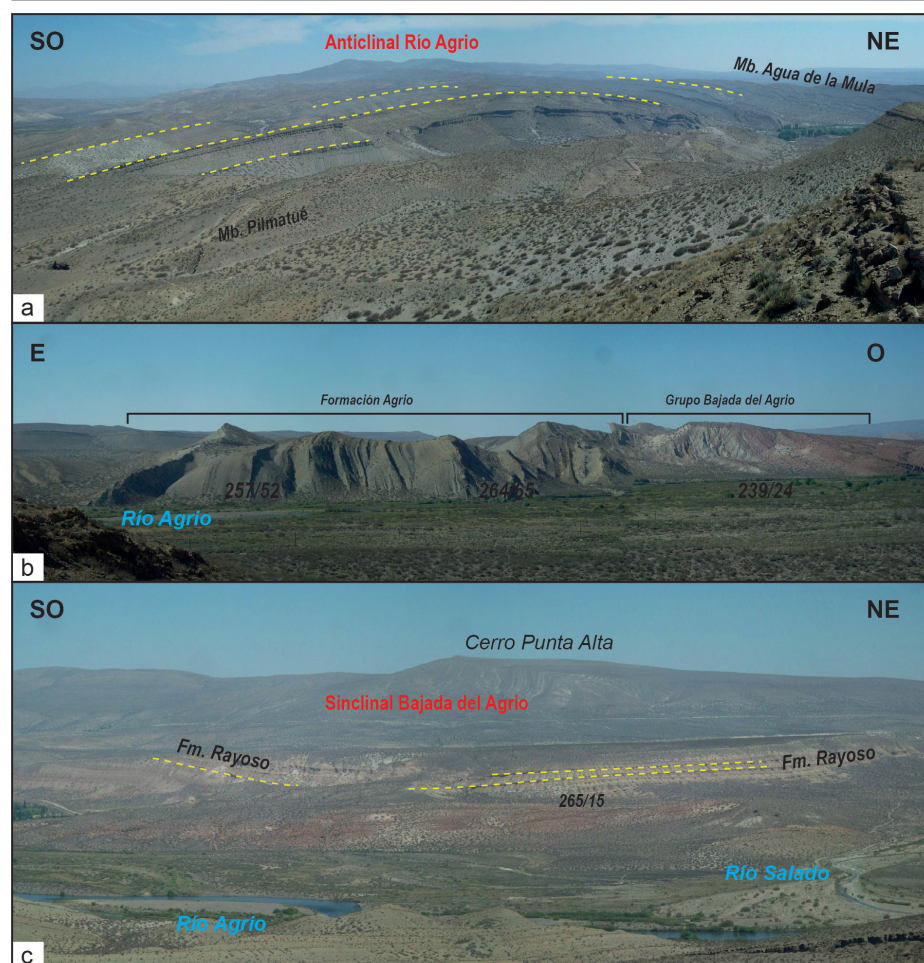 SO
NE
Anticlinal Río Agrio
Mb. Agua de la Mula
Mb. Pilmatué
a
E
O
Formación Agrio
Grupo Bajada del Agrio
257/52
264/65
239/24
Río Agrio
b
SO
NE
Cerro Punta Alta
Sinclinal Bajada del Agrio
Fm. Rayoso
Fm. Rayoso
265/15
Río Salado
Río Agrio
c